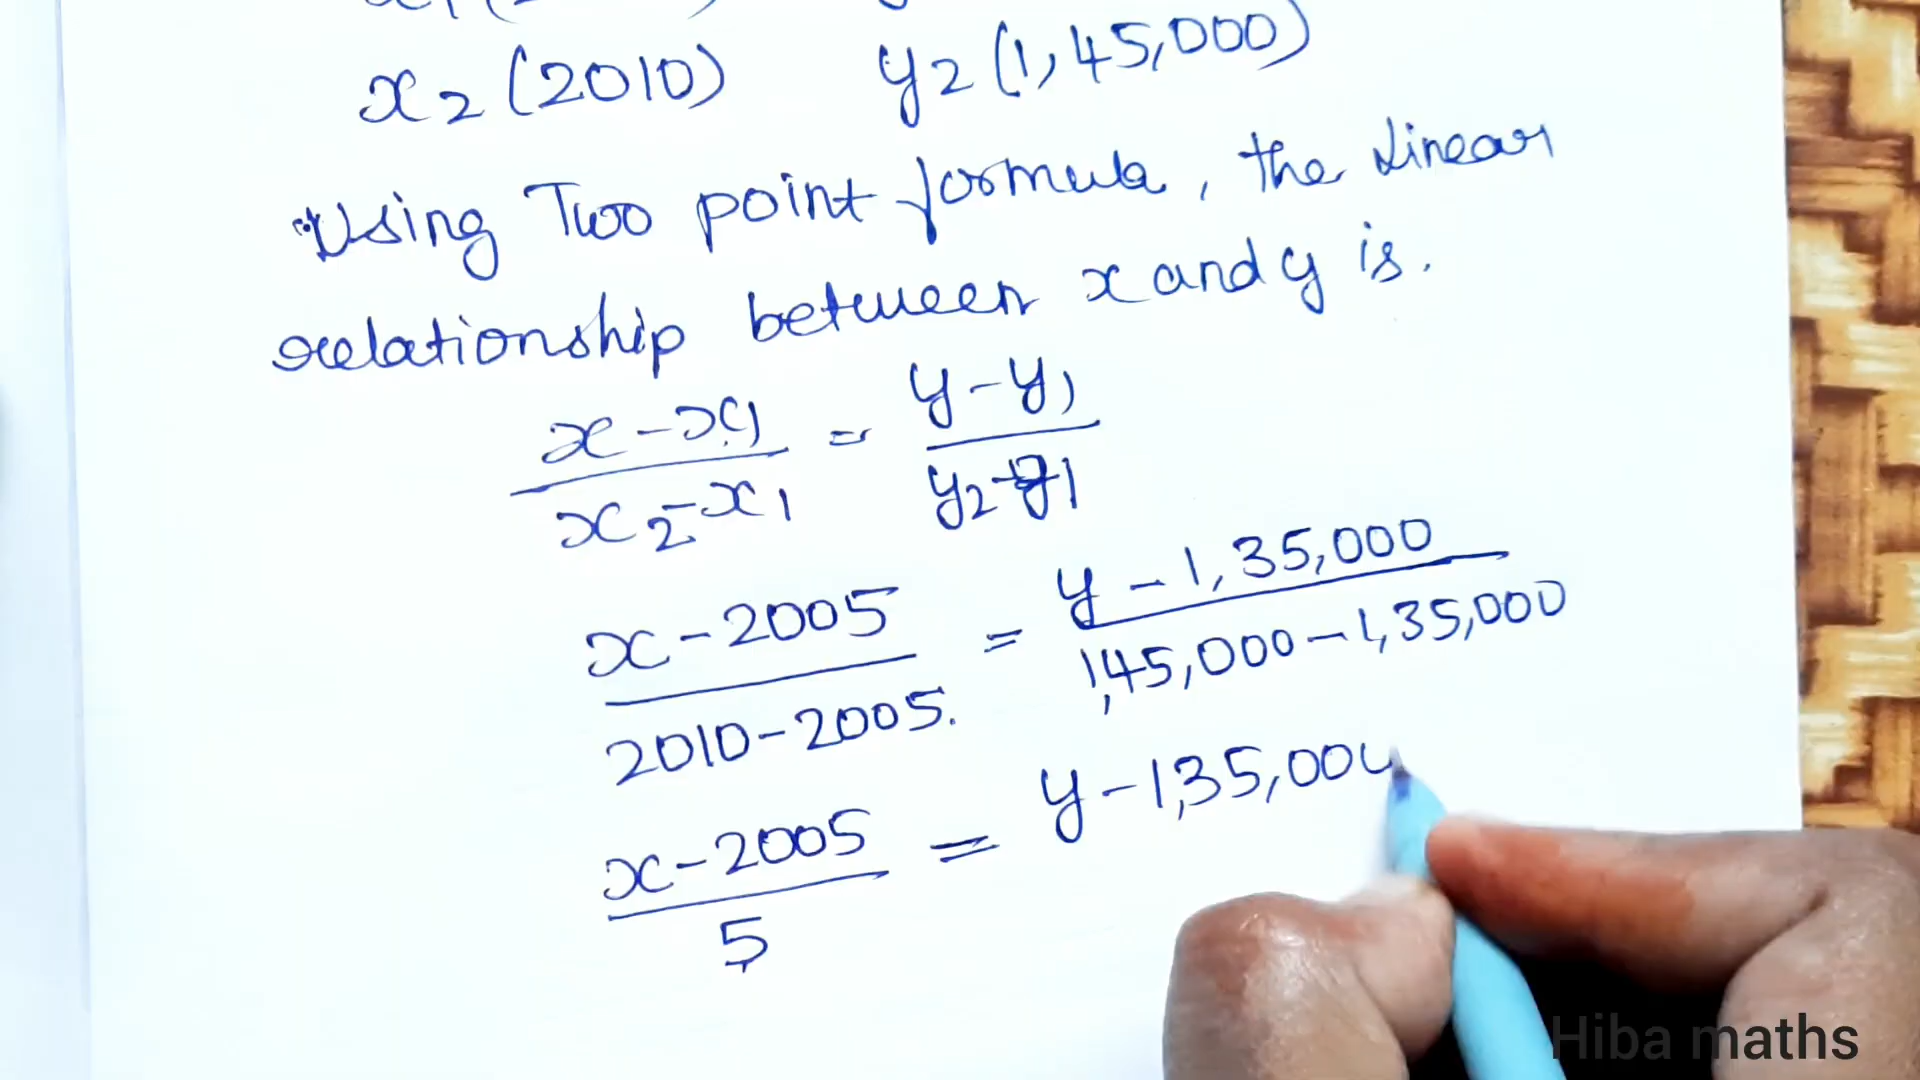 x2 (2010) y2 (1,45,000)
Using Two point formula, the Linear
relationship between x and y is.
x - x1 = y - y1
x2 - x1 y2 - y1
x - 2005 = y - 1,35,000
2010 - 2005. 1,45,000 - 1,35,000
x - 2005 = y - 1,35,000
5
Hiba maths